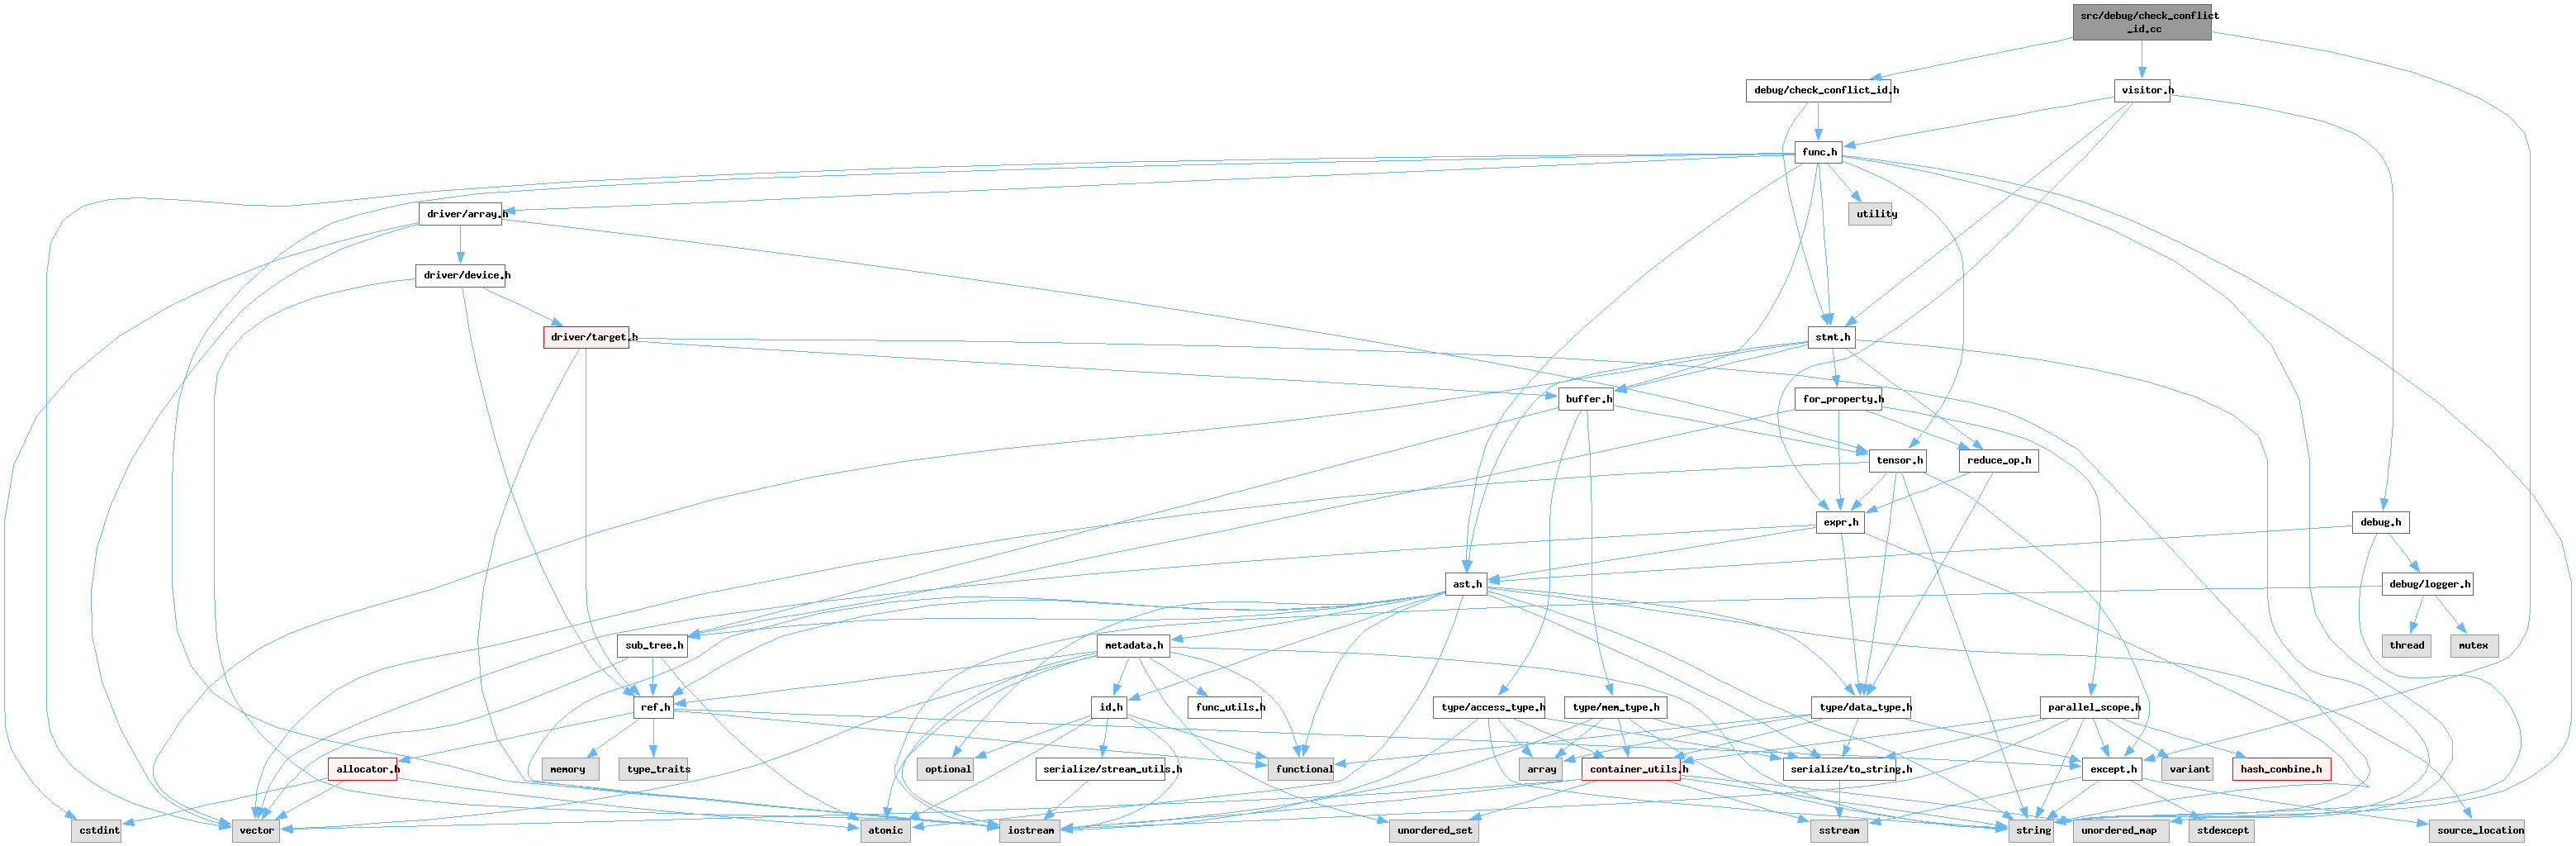 src/debug/check_conflict
_id.cc
debug/check_conflict_id.h
visitor.h
func.h
driver/array.h
utility
driver/device.h
driver/target.h
stmt.h
buffer.h
for_property.h
tensor.h
reduce_op.h
expr.h
debug.h
ast.h
debug/logger.h
sub_tree.h
metadata.h
thread
mutex
ref.h
id.h
func_utils.h
type/access_type.h
type/mem_type.h
type/data_type.h
parallel_scope.h
allocator.h
memory
type_traits
optional
serialize/stream_utils.h
functional
array
container_utils.h
serialize/to_string.h
except.h
variant
hash_combine.h
cstdint
vector
atomic
iostream
unordered_set
sstream
string
unordered_map
stdexcept
source_location